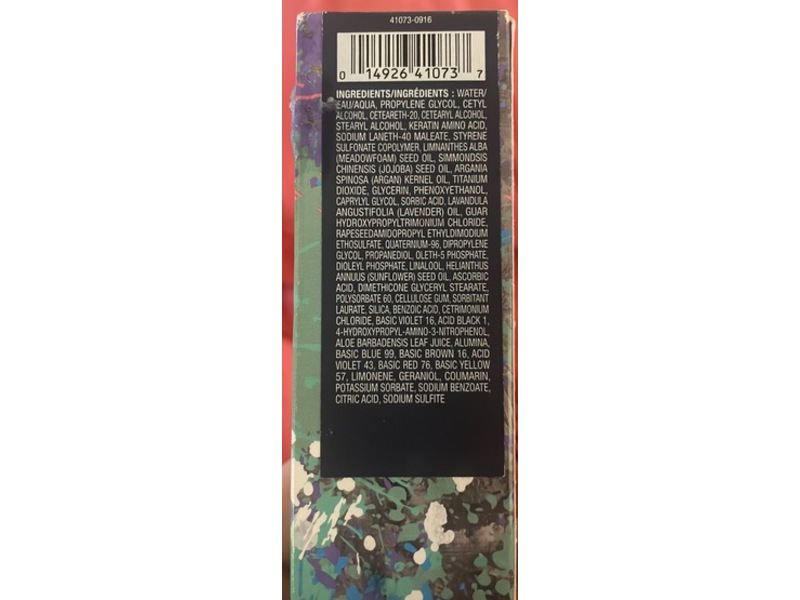 41073-0916
0 14926 41073 7
INGREDIENTS/INGRÉDIENTS : WATER/
EAU/AQUA, PROPYLENE GLYCOL, CETYL
ALCOHOL, CETEARETH-20, CETEARYL ALCOHOL,
STEARYL ALCOHOL, KERATIN AMINO ACID,
SODIUM LANETH-40 MALEATE, STYRENE
SULFONATE COPOLYMER, LIMNANTHES ALBA
(MEADOWFOAM) SEED OIL, SIMMONDSIS
CHINENSIS (JOJOBA) SEED OIL, ARGANIA
SPINOSA (ARGAN) KERNEL OIL, TITANIUM
DIOXIDE, GLYCERIN, PHENOXYETHANOL,
CAPRYLYL GLYCOL, SORBIC ACID, LAVANDULA
ANGUSTIFOLIA (LAVENDER) OIL, GUAR
HYDROXYPROPYLTRIMONIUM CHLORIDE,
RAPESEEDAMIDOPROPYL ETHYLDIMODIUM
ETHOSULFATE, QUATERNIUM-96, DIPROPYLENE
GLYCOL, PROPANEDIOL, OLETH-5 PHOSPHATE,
DIOLEYL PHOSPHATE, LINALOOL, HELIANTHUS
ANNUUS (SUNFLOWER) SEED OIL, ASCORBIC
ACID, DIMETHICONE GLYCERYL STEARATE,
POLYSORBATE 60, CELLULOSE GUM, SORBITANT
LAURATE, SILICA. BENZOIC ACID, CETRIMONIUM
CHLORIDE, BASIC VIOLET 16, ACID BLACK 1,
4-HYDROXYPROPYL-AMINO-3-NITROPHENOL,
ALOE BARBADENSIS LEAF JUICE, ALUMINA,
BASIC BLUE 99, BASIC BROWN 16, ACID
VIOLET 43, BASIC RED 76, BASIC YELLOW
57, LIMONENE, GERANIOL, COUMARIN,
POTASSIUM SORBATE, SODIUM BENZOATE,
CITRIC ACID, SODIUM SULFITE